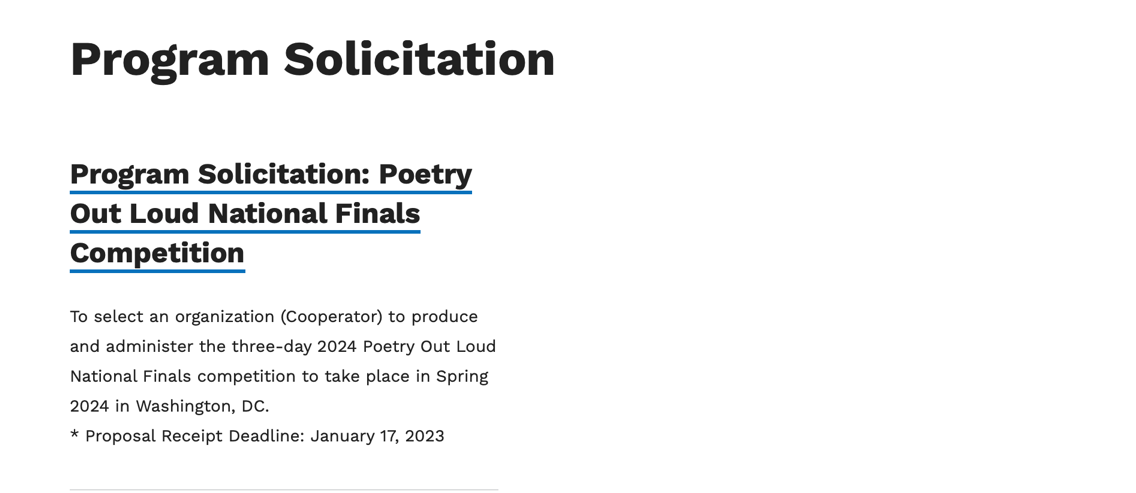 Program Solicitation
Program Solicitation: Poetry
Out Loud National Finals
Competition
To select an organization (Cooperator) to produce
and administer the three-day 2024 Poetry Out Loud
National Finals competition to take place in Spring
2024 in Washington, DC.
* Proposal Receipt Deadline: January 17, 2023